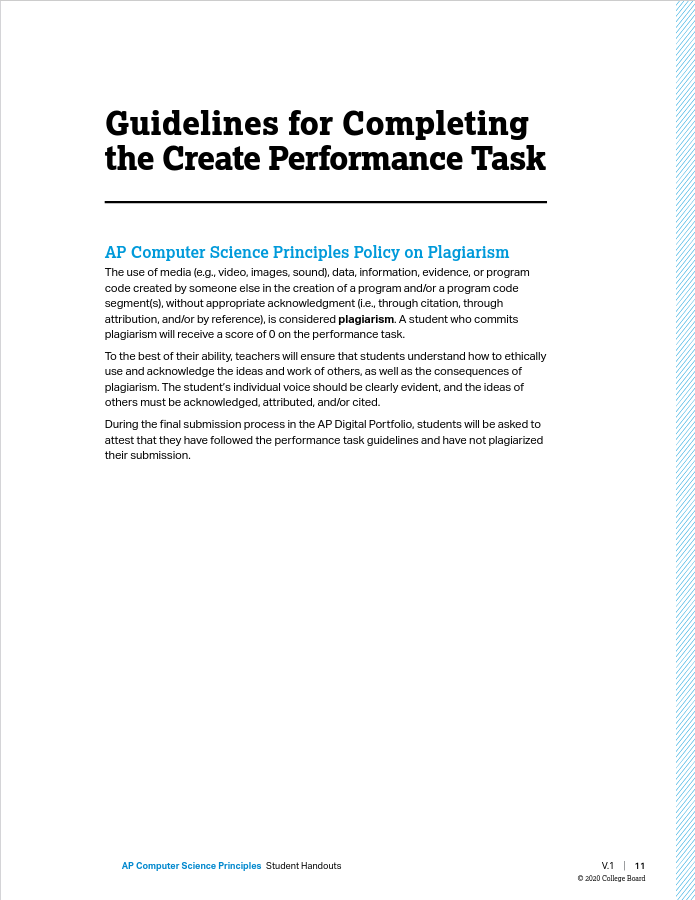 Guidelines for Completing
the Create Performance Task
AP Computer Science Principles Policy on Plagiarism
The use of media (e.g., video, images, sound), data, information, evidence, or program
code created by someone else in the creation of a program and/or a program code
segment(s), without appropriate acknowledgment (i.e., through citation, through
attribution, and/or by reference), is considered plagiarism. A student who commits
plagiarism will receive a score of 0 on the performance task.
To the best of their ability, teachers will ensure that students understand how to ethically
use and acknowledge the ideas and work of others, as well as the consequences of
plagiarism. The student's individual voice should be clearly evident, and the ideas of
others must be acknowledged, attributed, and/or cited.
During the final submission process in the AP Digital Portfolio, students will be asked to
attest that they have followed the performance task guidelines and have not plagiarized
their submission.
AP Computer Science Principles Student Handouts
V.1 | 11
© 2020 College Board